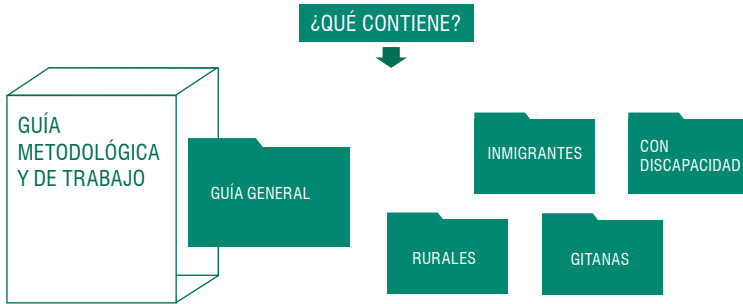 ¿QUÉ CONTIENE?
GUÍA
METODOLÓGICA
Y DE TRABAJO
GUÍA GENERAL
INMIGRANTES
CON
DISCAPACIDAD
RURALES
GITANAS